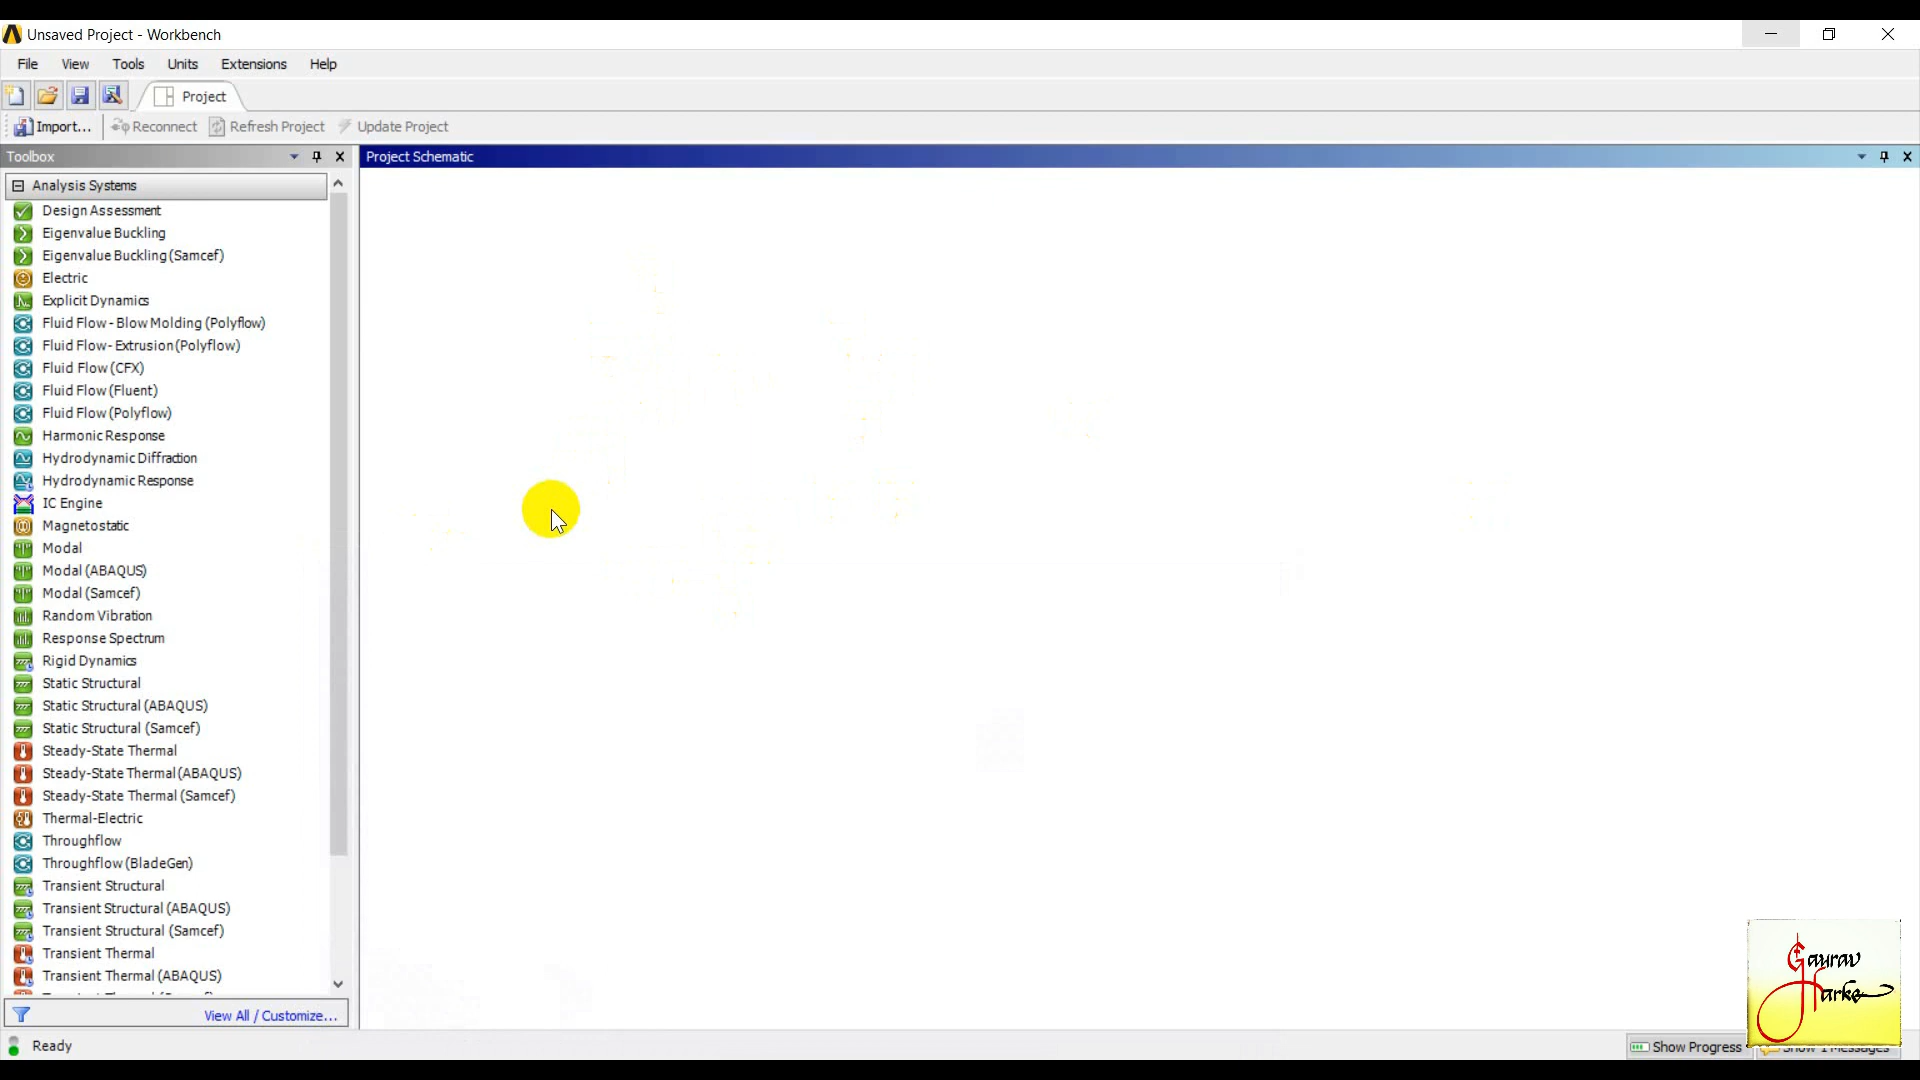 Unsaved Project - Workbench
File View Tools Units Extensions Help
Project
Import... Reconnect Refresh Project Update Project
Toolbox
Project Schematic
Analysis Systems
Design Assessment
Eigenvalue Buckling
Eigenvalue Buckling (Samcef)
Electric
Explicit Dynamics
Fluid Flow - Blow Molding (Polyflow)
Fluid Flow- Extrusion (Polyflow)
Fluid Flow (CFX)
Fluid Flow (Fluent)
Fluid Flow (Polyflow)
Harmonic Response
Hydrodynamic Diffraction
Hydrodynamic Response
IC Engine
Magnetostatic
Modal
Modal (ABAQUS)
Modal (Samcef)
Random Vibration
Response Spectrum
Rigid Dynamics
Static Structural
Static Structural (ABAQUS)
Static Structural (Samcef)
Steady-State Thermal
Steady-State Thermal (ABAQUS)
Steady-State Thermal (Samcef)
Thermal-Electric
Throughflow
Throughflow (BladeGen)
Transient Structural
Transient Structural (ABAQUS)
Transient Structural (Samcef)
Transient Thermal
Transient Thermal (ABAQUS)
View All / Customize...
Ready
Show Progress
Show 1 Messages
Gaurav
Harke